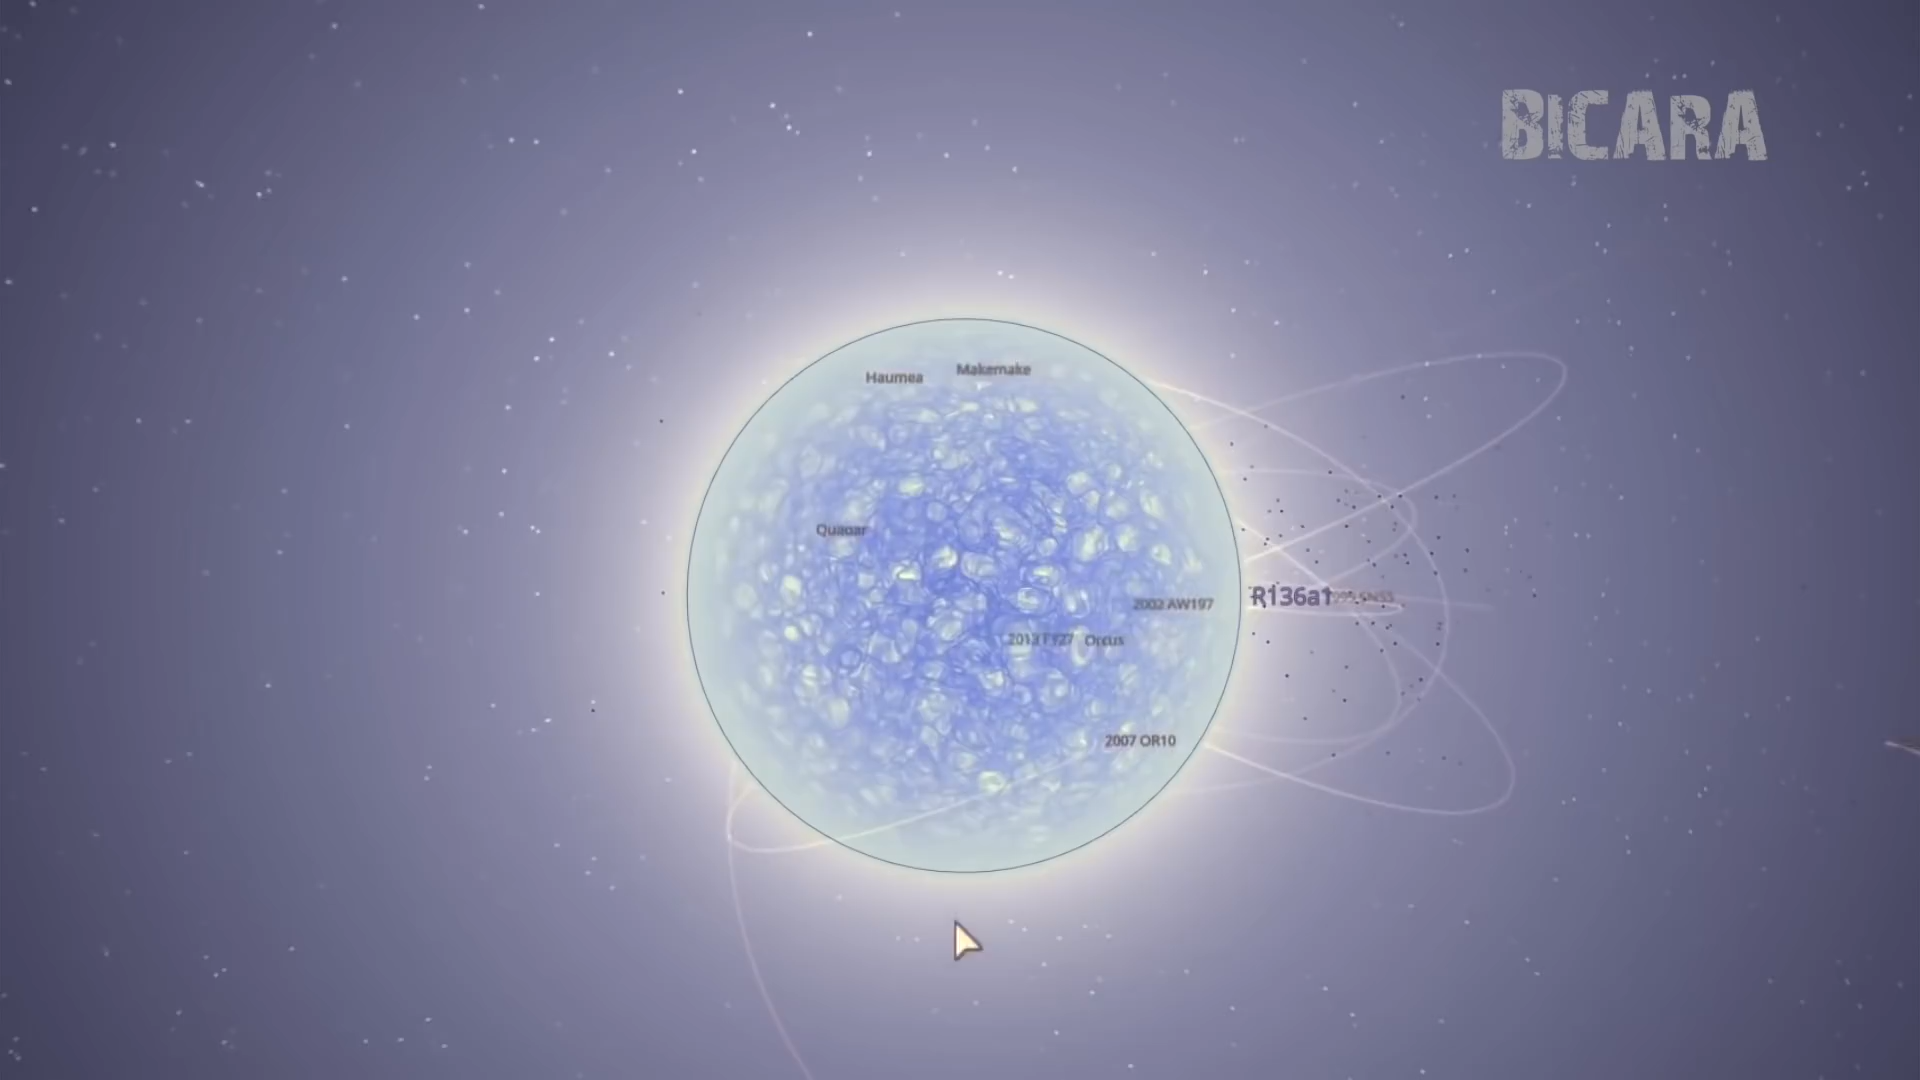 BICARA
Haumea
Makemake
Quaoar
R136a1
2002 AW197
2013 FY27
Orcus
2007 OR10